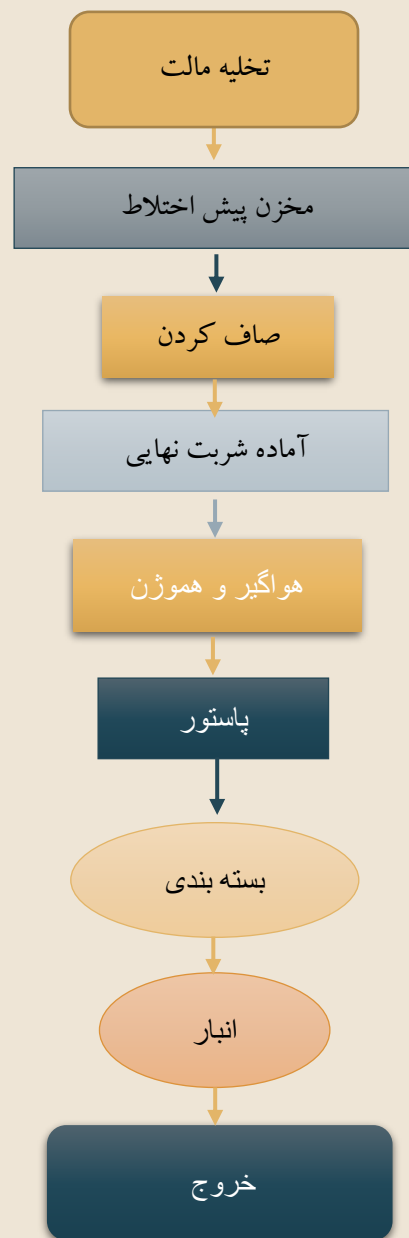 تخلیه مالت
مخزن پیش اختلاط
صاف کردن
آماده شربت نهایی
هواگیر و هموژن
پاستور
بسته بندی
انبار
خروج